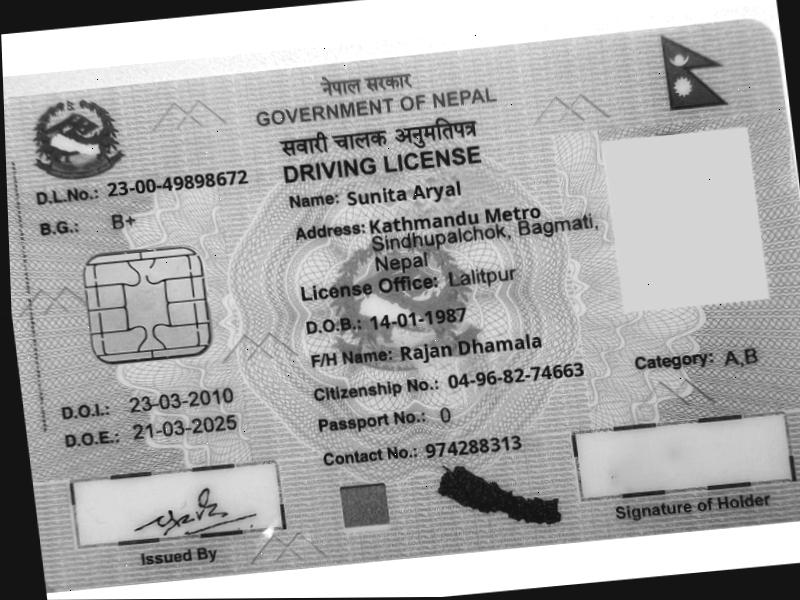 नेपाल सरकार
GOVERNMENT OF NEPAL
सवारी चालक अनुमतिपत्र
DRIVING LICENSE
D.L.No.: 23-00-49898672
B.G.: B+
Name: Sunita Aryal
Address: Kathmandu Metro
Sindhupalchok, Bagmati,
Nepal
License Office: Lalitpur
D.O.B.: 14-01-1987
F/H Name: Rajan Dhamala
Citizenship No.: 04-96-82-74663
Category: A,B
D.O.I.: 23-03-2010
D.O.E.: 21-03-2025
Passport No.: 0
Contact No.: 974288313
Issued By
Signature of Holder